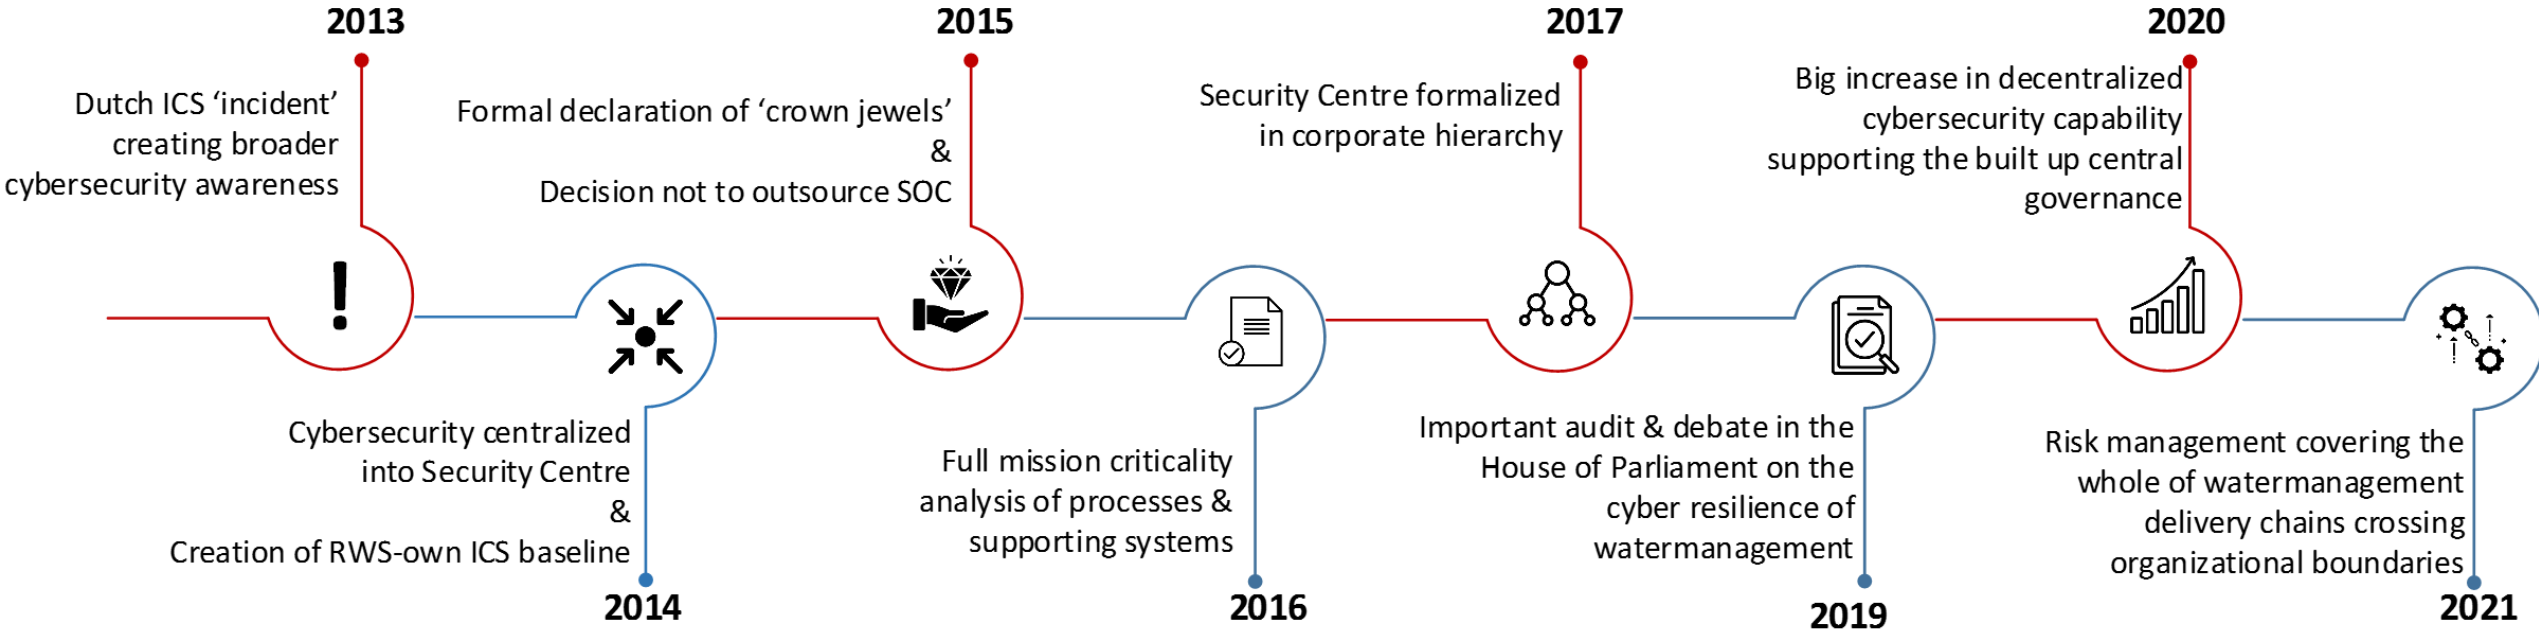 2013
Dutch ICS ‘incident’
creating broader
cybersecurity awareness
Cybersecurity centralized
into Security Centre
&
Creation of RWS-own ICS baseline
2014
2015
Formal declaration of ‘crown jewels’
&
Decision not to outsource SOC
Full mission criticality
analysis of processes &
supporting systems
2016
2017
Security Centre formalized
in corporate hierarchy
Important audit & debate in the
House of Parliament on the
cyber resilience of
watermanagement
2019
2020
Big increase in decentralized
cybersecurity capability
supporting the built up central
governance
Risk management covering the
whole of watermanagement
delivery chains crossing
organizational boundaries
2021